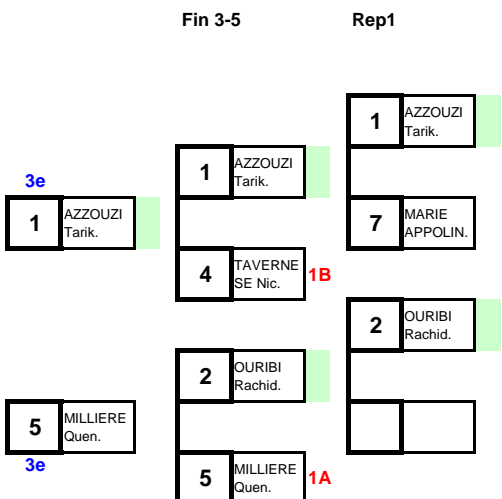 Fin 3-5
Rep1
1
AZZOUZI
Tarik.
1
AZZOUZI
Tarik.
3e
1
AZZOUZI
Tarik.
7
MARIE
APPOLIN.
4
TAVERNE
SE Nic.
1B
2
OURIBI
Rachid.
2
OURIBI
Rachid.
5
MILLIERE
Quen.
3e
5
MILLIERE
Quen.
1A